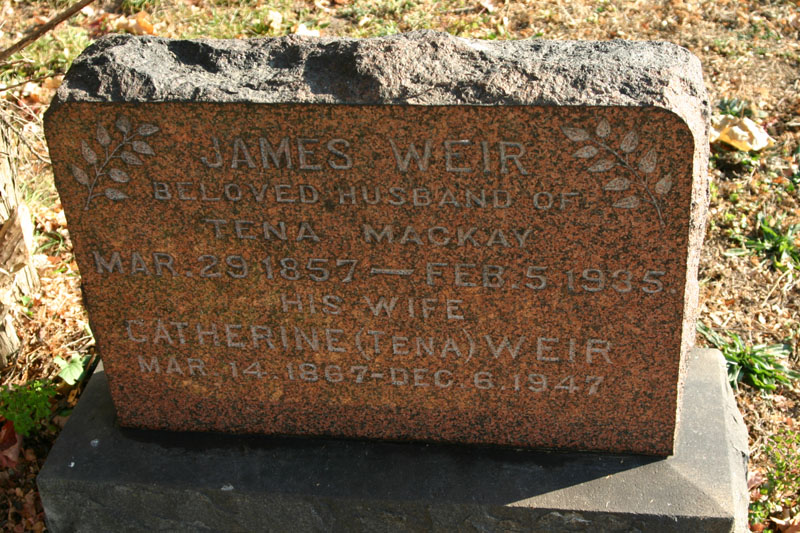 JAMES WEIR
BELOVED HUSBAND OF
TENA MACKAY
MAR. 29 1857 — FEB. 5 1935
HIS WIFE
CATHERINE (TENA) WEIR
MAR. 14. 1867-DEC. 6. 1947